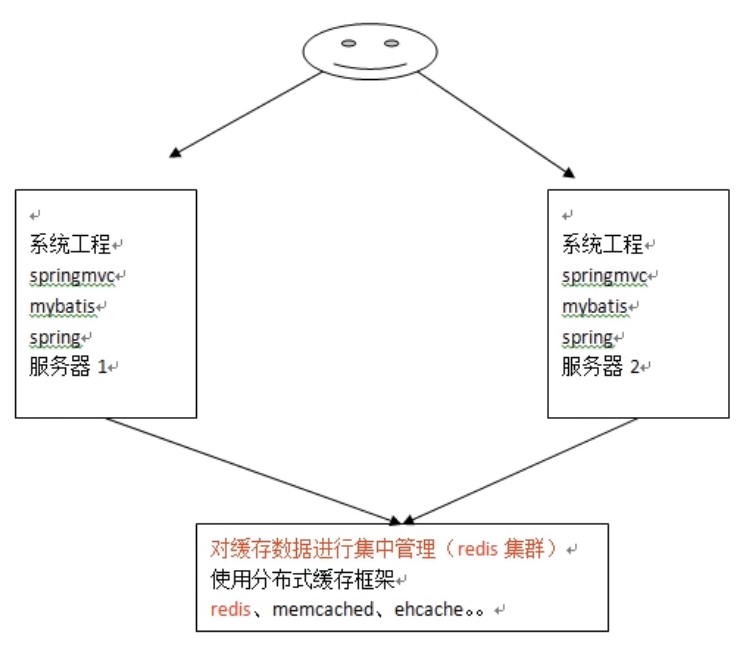 系统工程
springmvc
mybatis
spring
服务器 1
系统工程
springmvc
mybatis
spring
服务器 2
对缓存数据进行集中管理（redis 集群）
使用分布式缓存框架
redis、memcached、ehcache。。